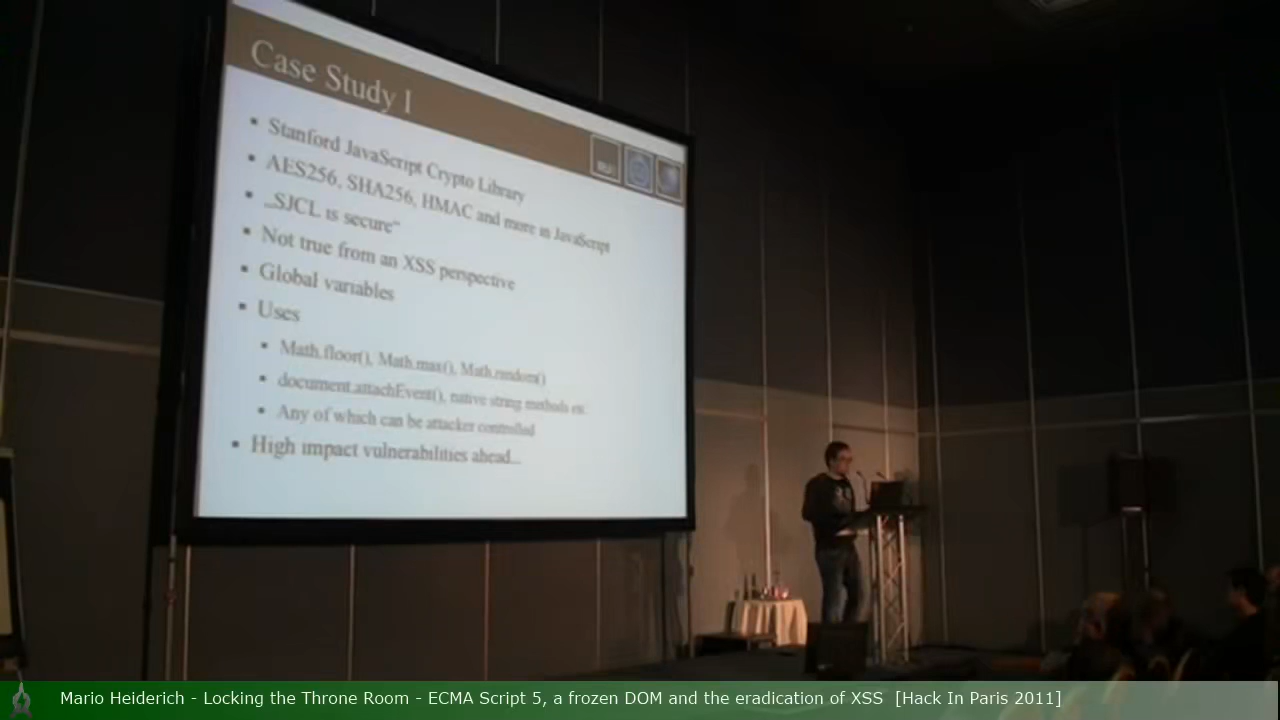 Case Study I
Stanford JavaScript Crypto Library
AES256, SHA256, HMAC and more in JavaScript
„SJCL is secure“
Not true from an XSS perspective
Global variables
Uses
Math.floor(), Math.max(), Math.random()
document.attachEvent(), native string methods etc.
Any of which can be attacker controlled
High impact vulnerabilities ahead...
Mario Heiderich - Locking the Throne Room - ECMA Script 5, a frozen DOM and the eradication of XSS [Hack In Paris 2011]